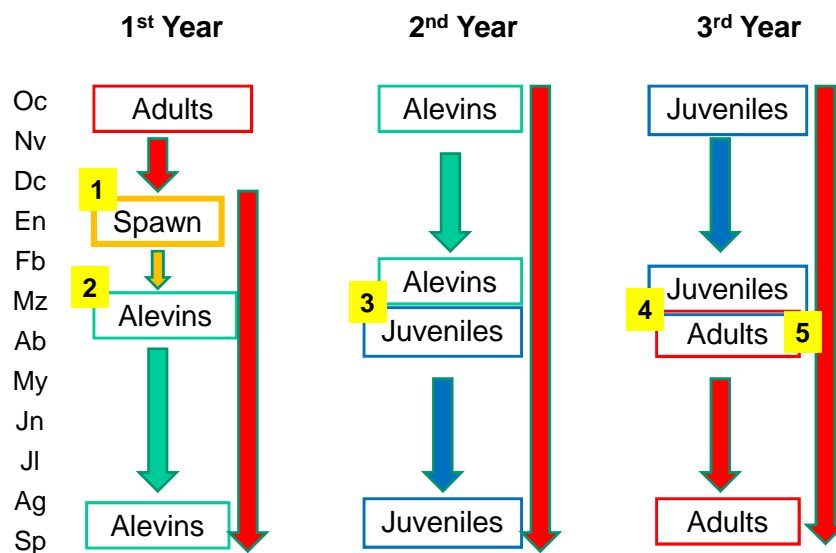 1st Year 2nd Year 3rd Year
Oc Adults Alevins Juveniles
Nv
Dc
1
En Spawn
Fb Alevins Juveniles
2 3 4 5
Mz Alevins Juveniles Adults
Ab
My
Jn
Jl
Ag
Alevins Juveniles Adults
Sp